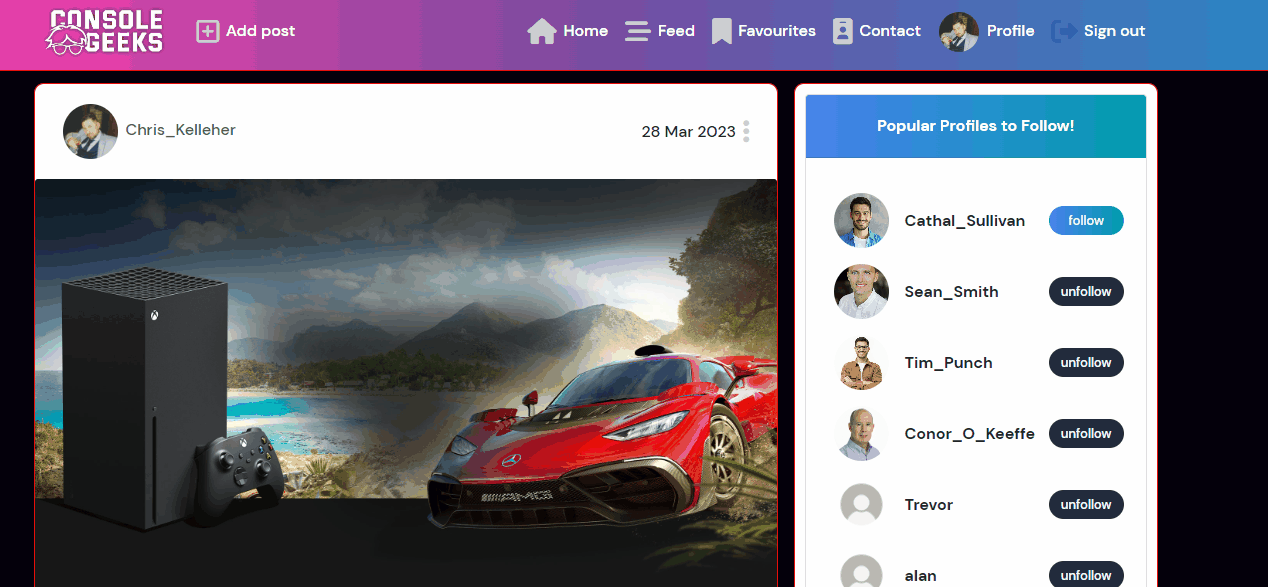 CONSOLE
GEEKS
Add post
Home
Feed
Favourites
Contact
Profile
Sign out
Chris_Kelleher
28 Mar 2023
AMG
Popular Profiles to Follow!
Cathal_Sullivan
follow
Sean_Smith
unfollow
Tim_Punch
unfollow
Conor_O_Keeffe
unfollow
Trevor
unfollow
alan
unfollow